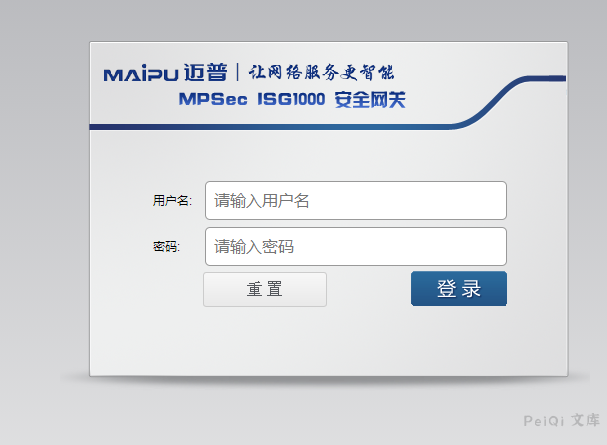 MAiPU 迈普 | 让网络服务更智能
MPSec ISG1000 安全网关
用户名: 请输入用户名
密码: 请输入密码
重置 登录
PeiQi 文库